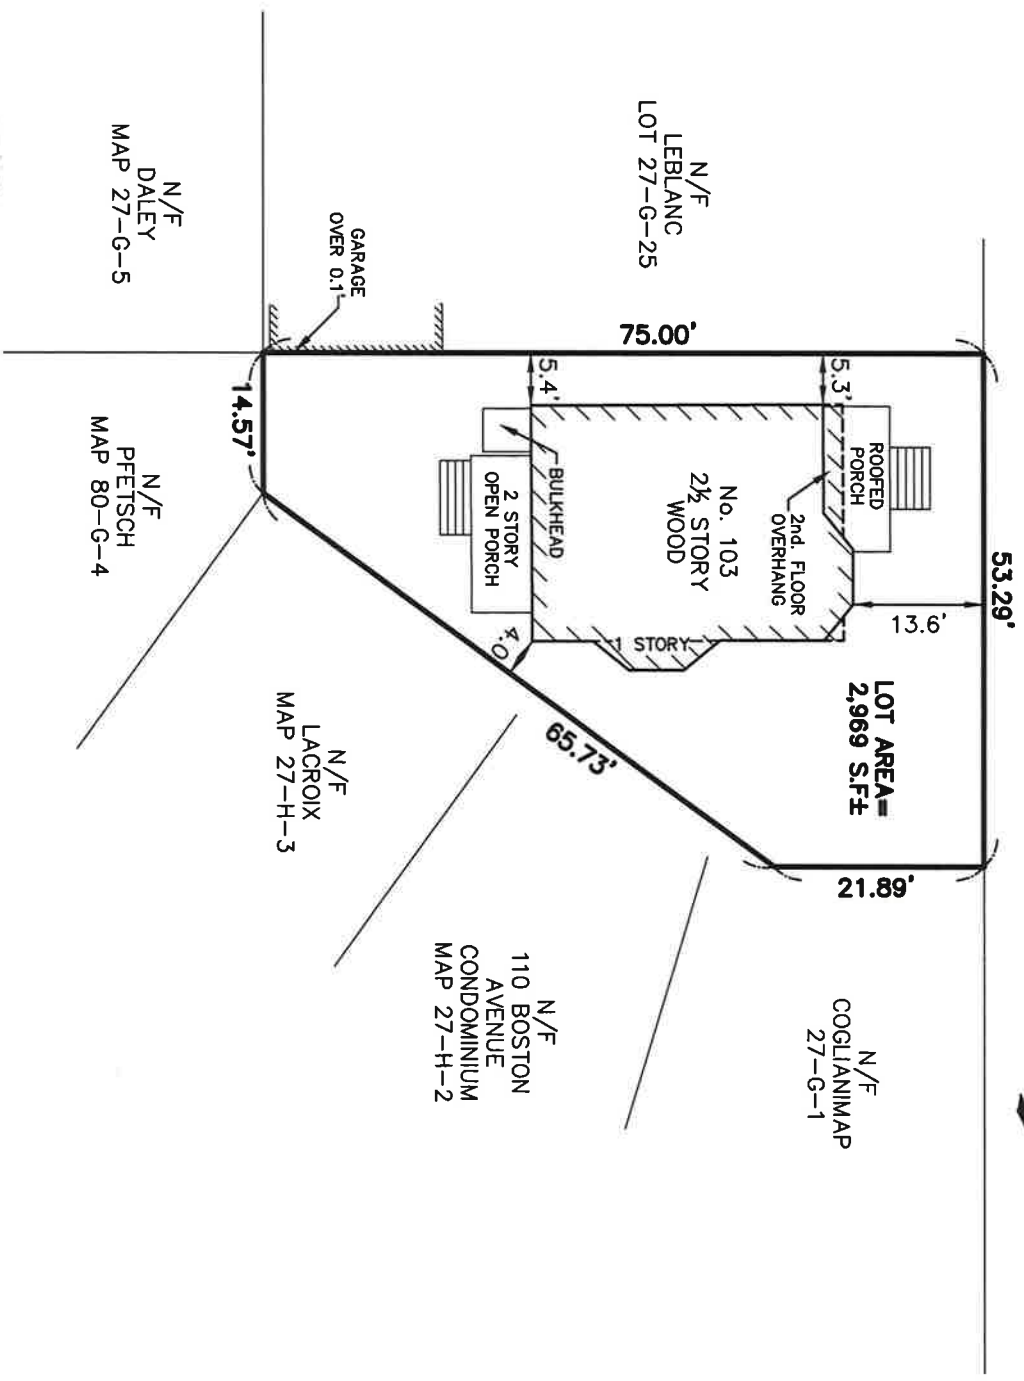 N/F
LEBLANC
LOT 27-G-25
N/F
DALEY
MAP 27-G-5
GARAGE
OVER 0.1'
75.00'
5.3'
5.4'
ROOFED
PORCH
2nd. FLOOR
OVERHANG
No. 103
2½ STORY
WOOD
BULKHEAD
2 STORY
OPEN PORCH
1 STORY
4.0'
13.6'
53.29'
LOT AREA=
2,969 S.F±
21.89'
65.73'
14.57'
N/F
PFETSCH
MAP 80-G-4
N/F
LACROIX
MAP 27-H-3
N/F
110 BOSTON
AVENUE
CONDOMINIUM
MAP 27-H-2
N/F
COGLIANIMAP
27-G-1